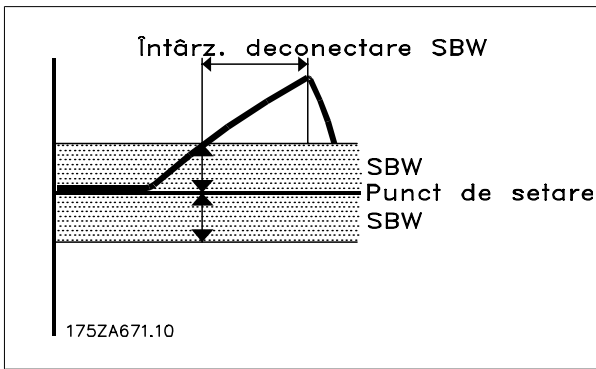 Întârz. deconectare SBW
SBW
Punct de setare
SBW
175ZA671.10